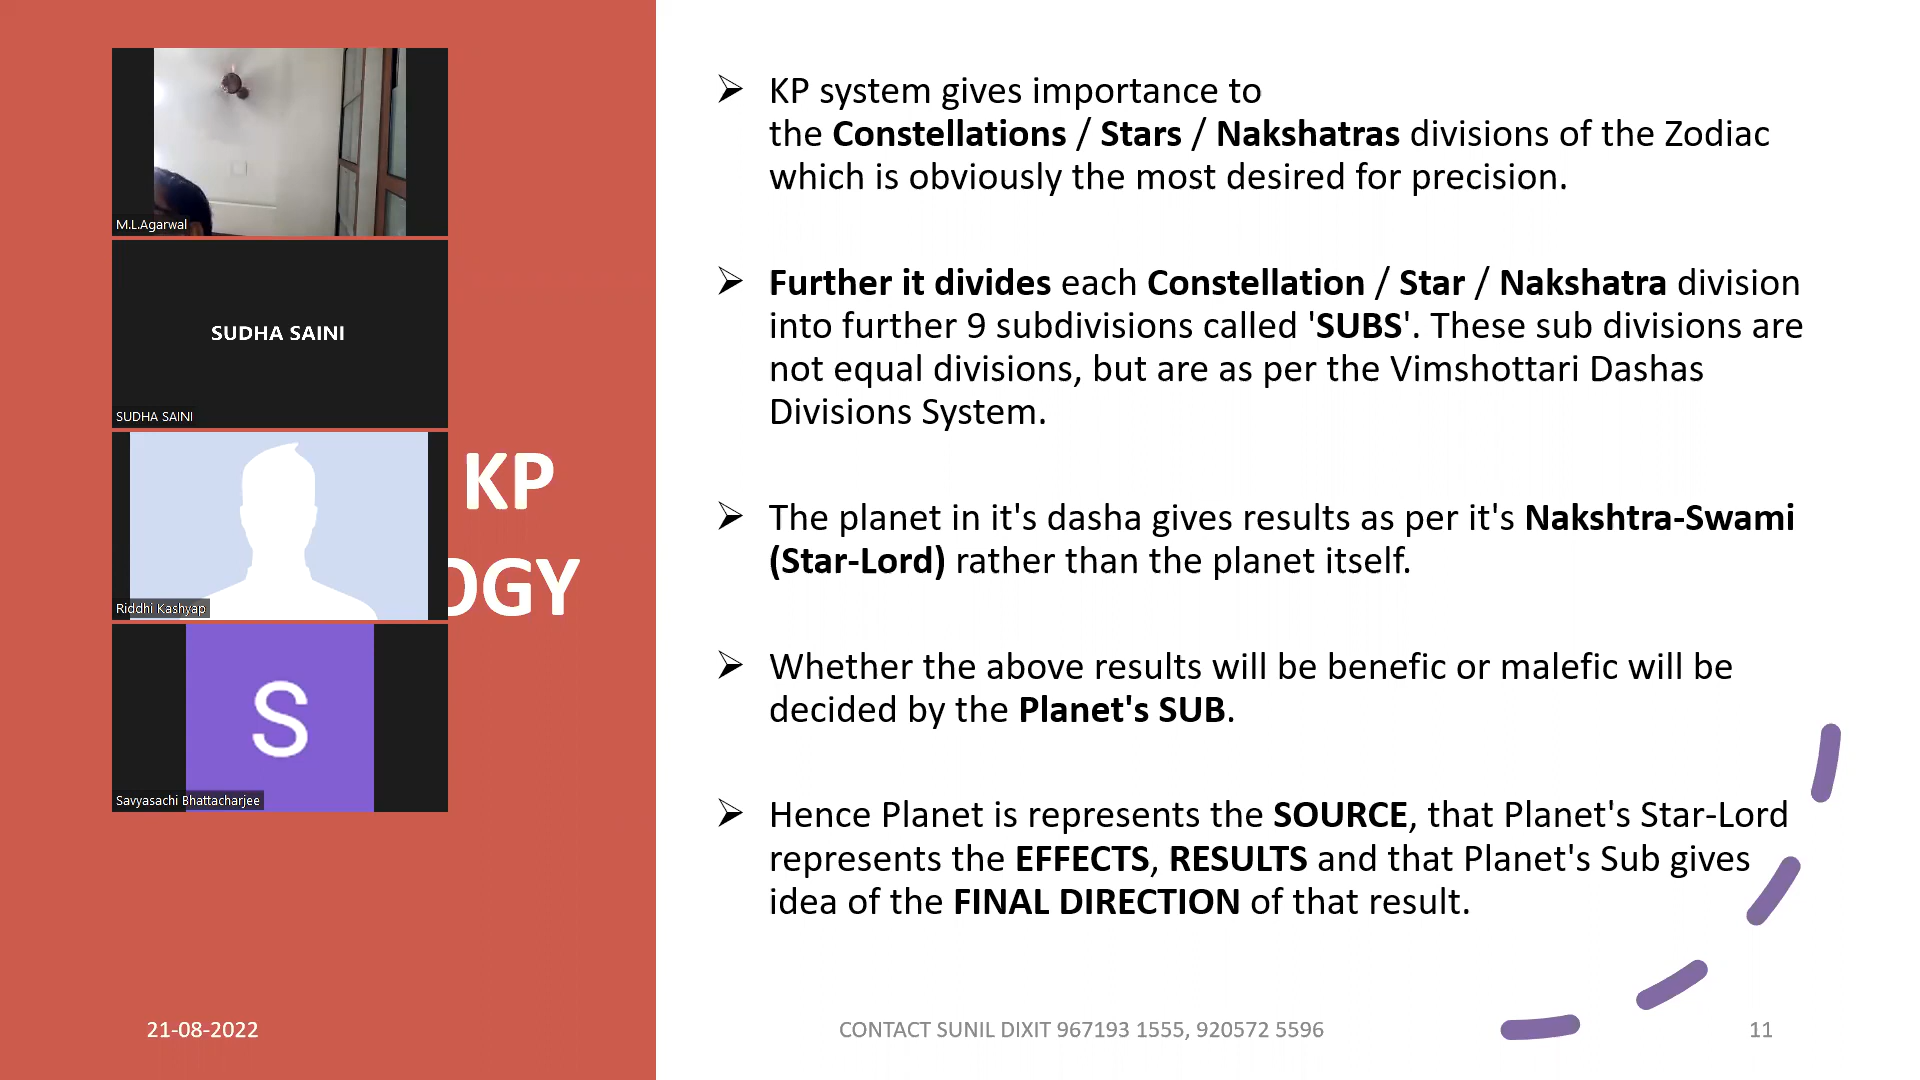 M.L.Agarwal
SUDHA SAINI
SUDHA SAINI
KP
OGY
Riddhi Kashyap
S
Savyasachi Bhattacharjee
21-08-2022
➢ KP system gives importance to
the Constellations / Stars / Nakshatras divisions of the Zodiac
which is obviously the most desired for precision.
➢ Further it divides each Constellation / Star / Nakshatra division
into further 9 subdivisions called 'SUBS'. These sub divisions are
not equal divisions, but are as per the Vimshottari Dashas
Divisions System.
➢ The planet in it's dasha gives results as per it's Nakshtra-Swami
(Star-Lord) rather than the planet itself.
➢ Whether the above results will be benefic or malefic will be
decided by the Planet's SUB.
➢ Hence Planet is represents the SOURCE, that Planet's Star-Lord
represents the EFFECTS, RESULTS and that Planet's Sub gives
idea of the FINAL DIRECTION of that result.
CONTACT SUNIL DIXIT 967193 1555, 920572 5596
11